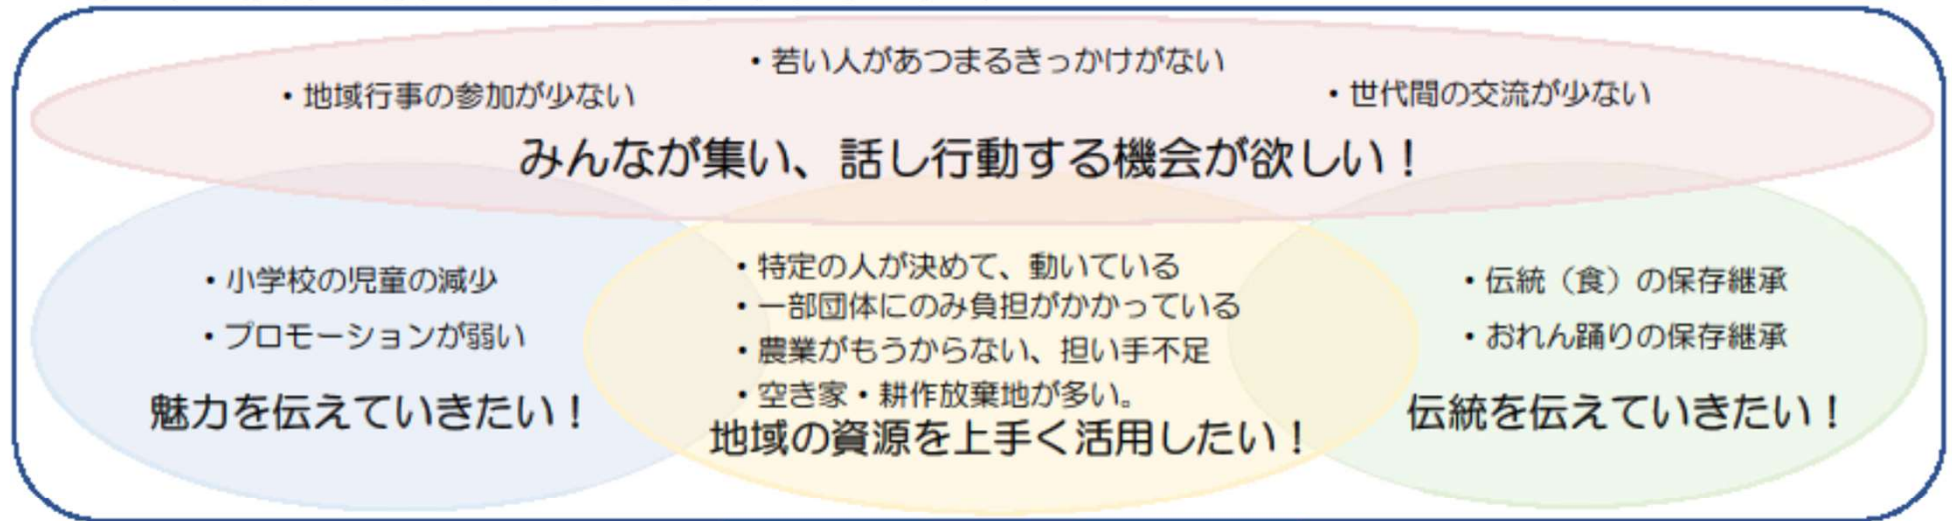 ・若い人があつまるきっかけがない
・地域行事の参加が少ない
・世代間の交流が少ない
みんなが集い、話し行動する機会が欲しい！
・小学校の児童の減少
・プロモーションが弱い
魅力を伝えていきたい！
・特定の人が決めて、動いている
・一部団体にのみ負担がかかっている
・農業がもうからない、担い手不足
・空き家・耕作放棄地が多い。
地域の資源を上手く活用したい！
・伝統（食）の保存継承
・おれん踊りの保存継承
伝統を伝えていきたい！